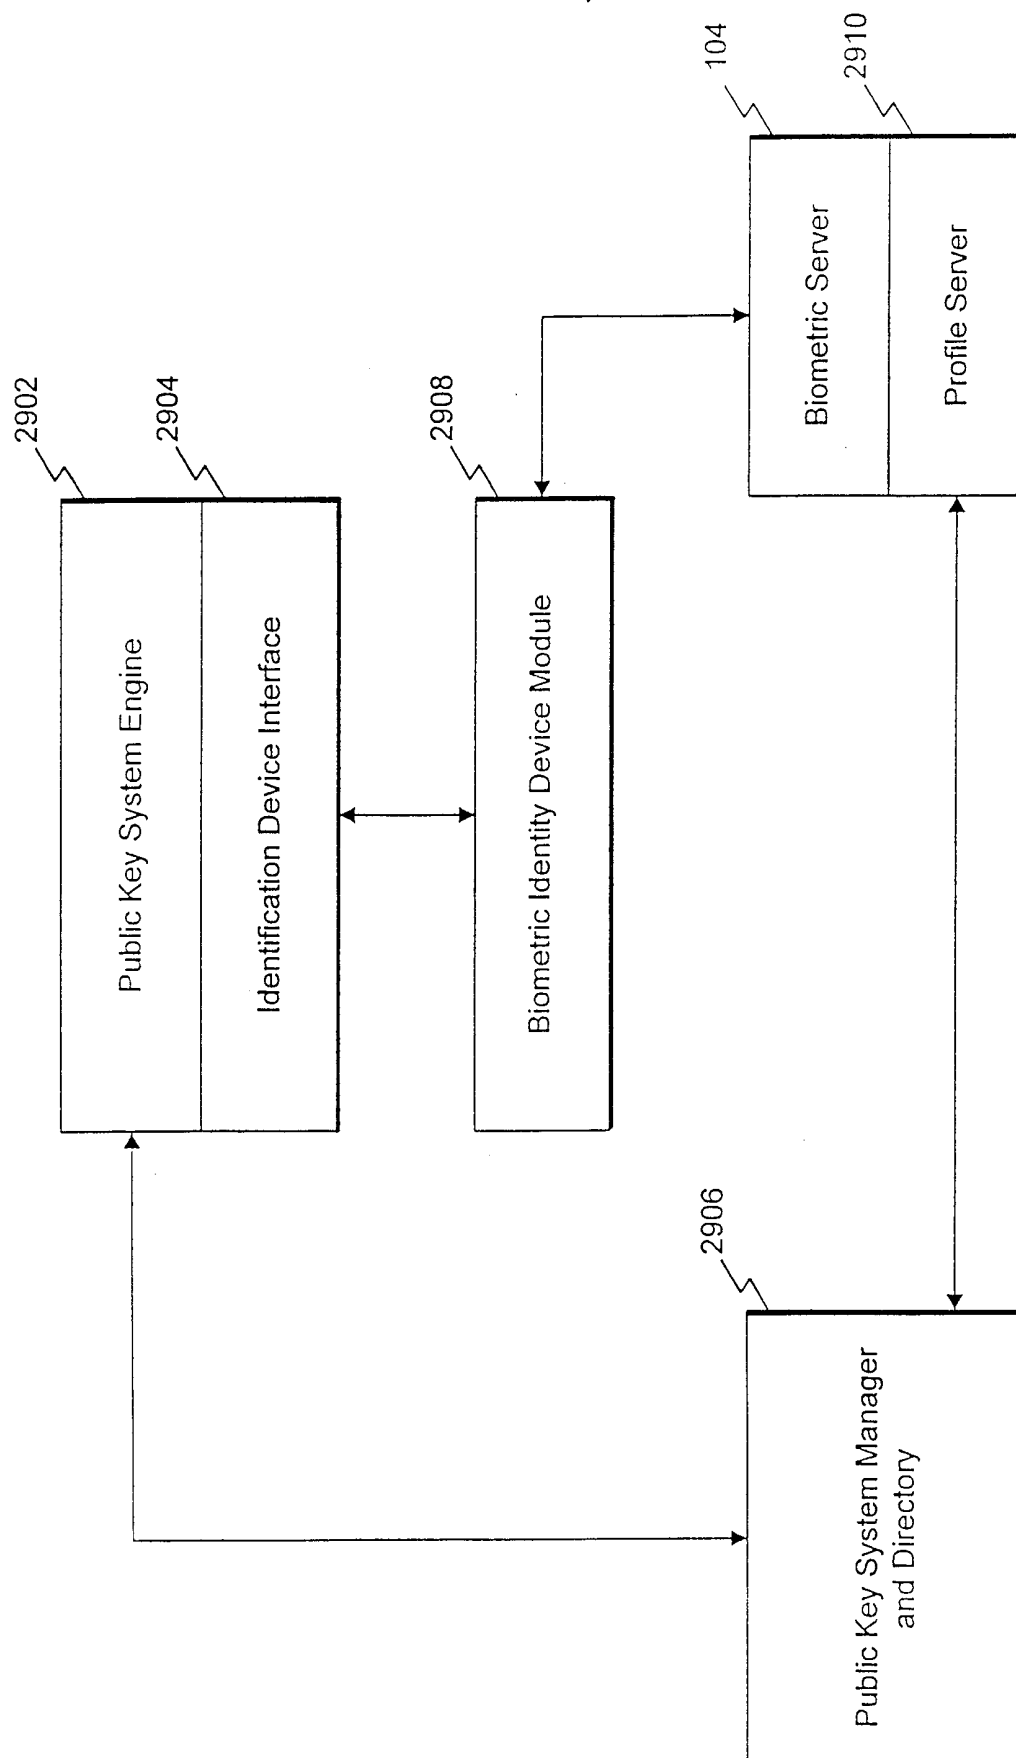 2902
Public Key System Engine
2904
Identification Device Interface
2908
Biometric Identity Device Module
104
Biometric Server
2910
Profile Server
2906
Public Key System Manager
and Directory